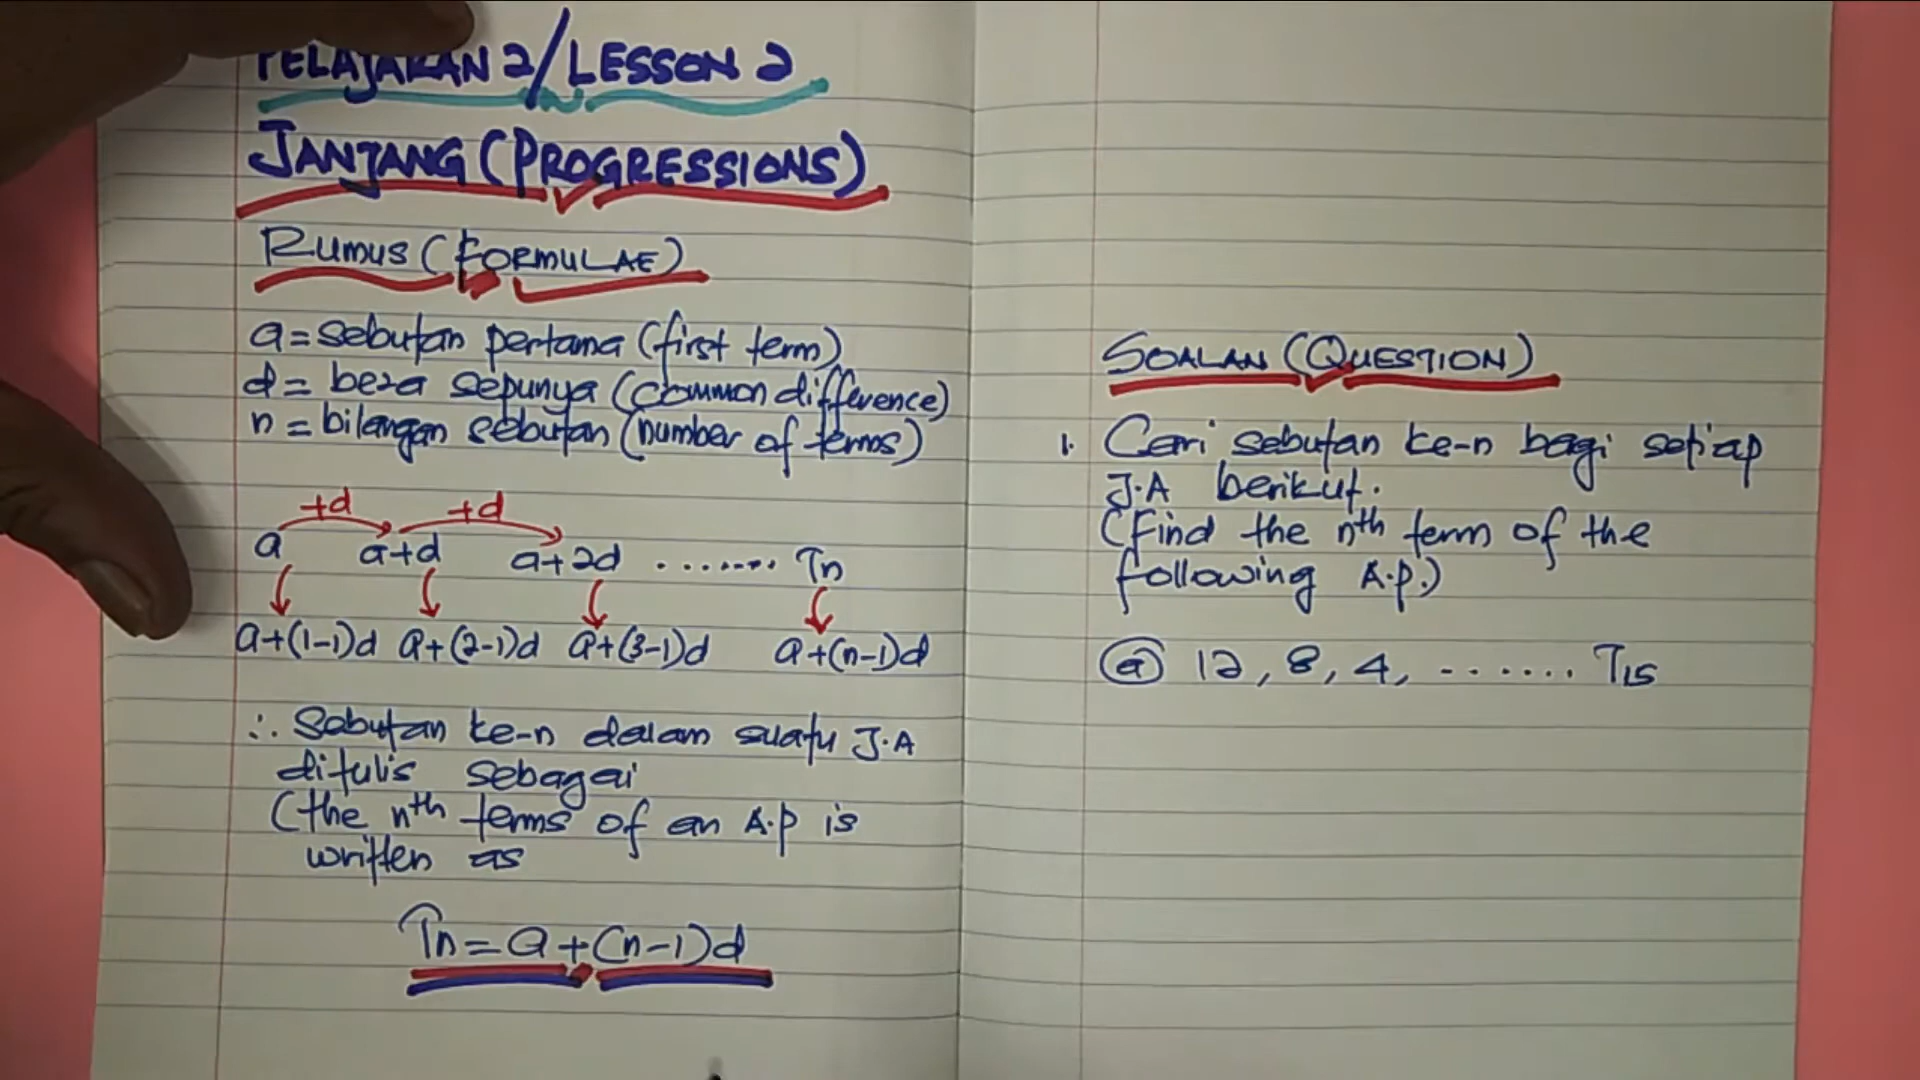 PELAJARAN 2/LESSON 2
JANJANG (PROGRESSIONS)
RUMUS (FORMULAE)
a = sebutan pertama (first term)
d = beza sepunya (common difference)
n = bilangan sebutan (number of terms)
+d +d
a a+d a+2d ........ Tn
a+(1-1)d a+(2-1)d a+(3-1)d a+(n-1)d
∴ Sebutan ke-n dalam suatu J.A
ditulis sebagai
(the nth terms of an A.P is
written as
Tn = a + (n-1)d
SOALAN (QUESTION)
1. Cari sebutan ke-n bagi setiap
J.A berikut.
(Find the nth term of the
following A.P.)
ⓐ 12, 8, 4, ....... T15